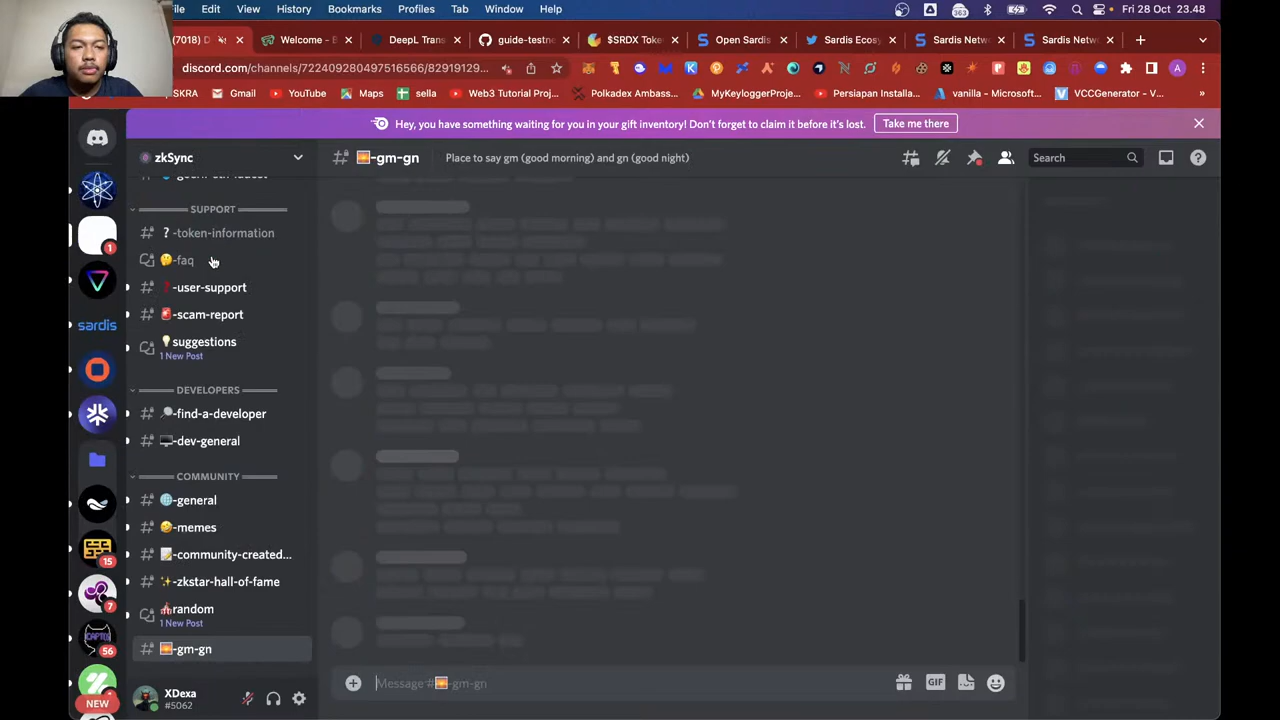 File Edit View History Bookmarks Profiles Tab Window Help 363 Fri 28 Oct 23.48
(7018) D Welcome - B DeepL Trans guide-testne $SRDX Toke Open Sardis Sardis Ecosy Sardis Netw Sardis Netw
discord.com/channels/722409280497516566/82919129...
SKRA Gmail YouTube Maps sella Web3 Tutorial Proj... Polkadex Ambass... MyKeyloggerProje... Persiapan Installa... vanilla – Microsoft... VCCGenerator - V... »
Hey, you have something waiting for you in your gift inventory! Don't forget to claim it before it's lost. Take me there
zkSync
-gm-gn Place to say gm (good morning) and gn (good night) Search
SUPPORT
? -token-information
-faq
-user-support
-scam-report
suggestions
1 New Post
DEVELOPERS
-find-a-developer
-dev-general
COMMUNITY
-general
-memes
-community-created...
-zkstar-hall-of-fame
random
1 New Post
-gm-gn
sardis
1
15
7
56
NEW
XDexa
#5062
Message #-gm-gn
GIF
A